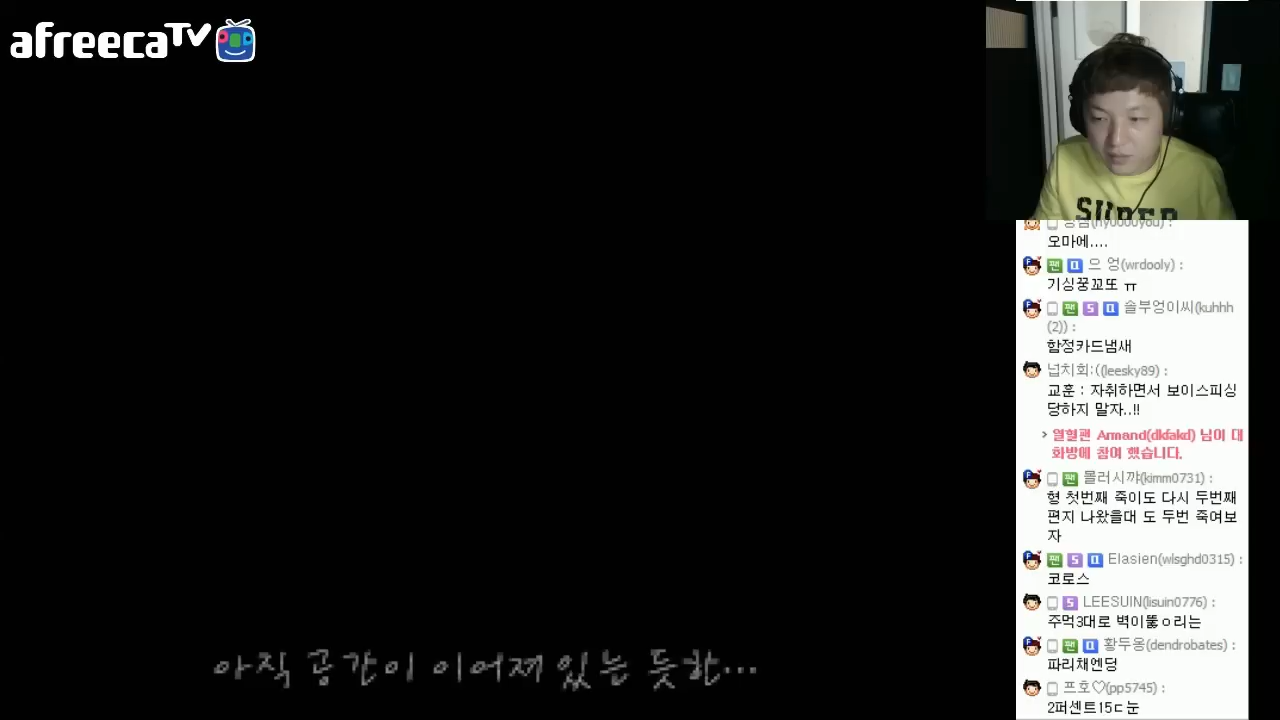 afreecaTV
SUPER
오마에....
팬 Q 으 엉(wrdooly) :
기싱꿍꼬또 ㅠ
팬 S Q 솔부엉이씨(kuhhh
(2)) :
함정카드냄새
넙치회:((leesky89) :
교훈 : 자취하면서 보이스피싱
당하지 말자..!!
> 열혈팬 Armand(dkfakd) 님이 대
화방에 참여 했습니다.
팬 몰러시꺄(kimm0731) :
형 첫번째 죽이도 다시 두번째
편지 나왔을대 도 두번 죽여보
자
팬 S Q Elasien(wlsghd0315) :
코로스
S LEESUIN(lisuin0776) :
주먹3대로 벽이뚫ㅇ리는
팬 Q 황두옹(dendrobates) :
파리채엔딩
프호♡(pp5745) :
2퍼센트15ㄷ눈
아직 공간이 이어져 있는 듯한...